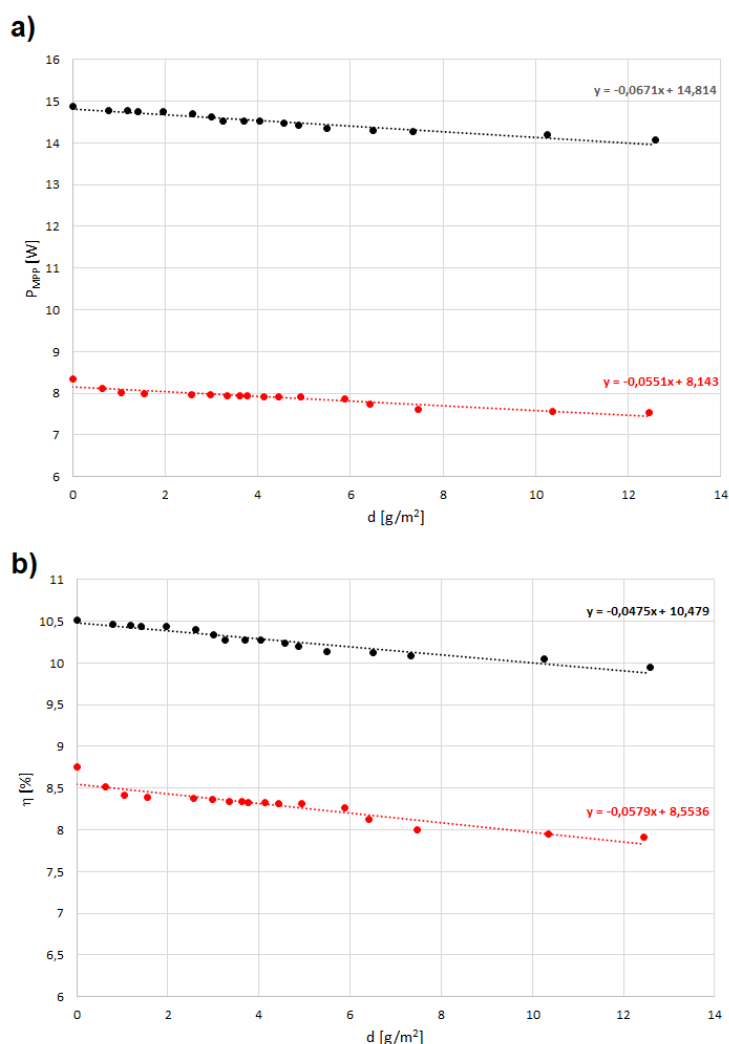 a)
16
15
14
13
12
11
10
9
8
7
6
P_MPP [W]
y = -0,0671x + 14,814
y = -0,0551x + 8,143
0 2 4 6 8 10 12 14
d [g/m²]
b)
11
10,5
10
9,5
9
8,5
8
7,5
7
6,5
6
η [%]
y = -0,0475x + 10,479
y = -0,0579x + 8,5536
0 2 4 6 8 10 12 14
d [g/m²]